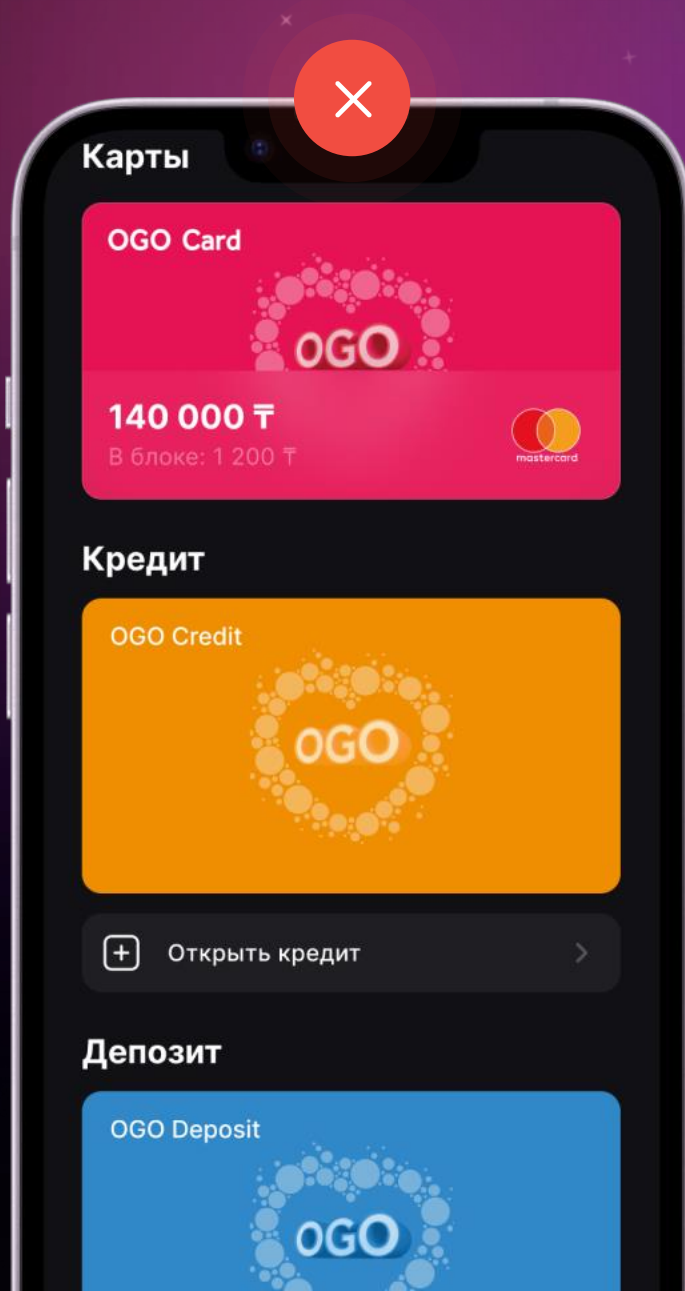 Карты
OGO Card
OGO
140 000 ₸
В блоке: 1 200 ₸
mastercard
Кредит
OGO Credit
OGO
Открыть кредит
Депозит
OGO Deposit
OGO